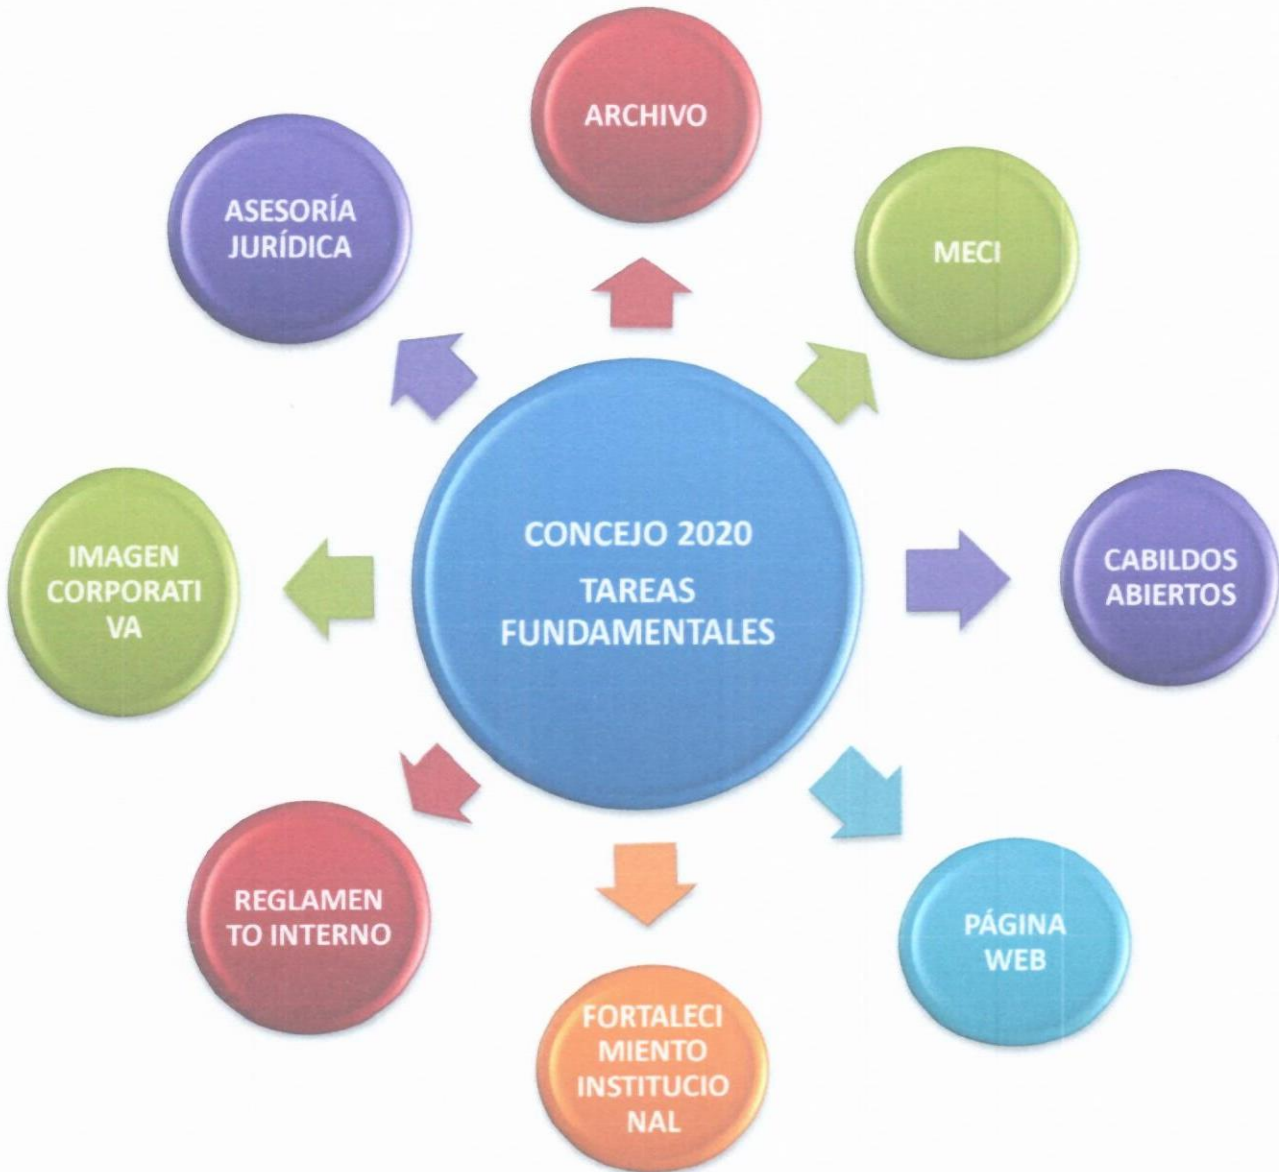 ARCHIVO
MECI
CABILDOS
ABIERTOS
PÁGINA
WEB
FORTALECI
MIENTO
INSTITUCIO
NAL
REGLAMEN
TO INTERNO
IMAGEN
CORPORATI
VA
ASESORÍA
JURÍDICA
CONCEJO 2020
TAREAS
FUNDAMENTALES